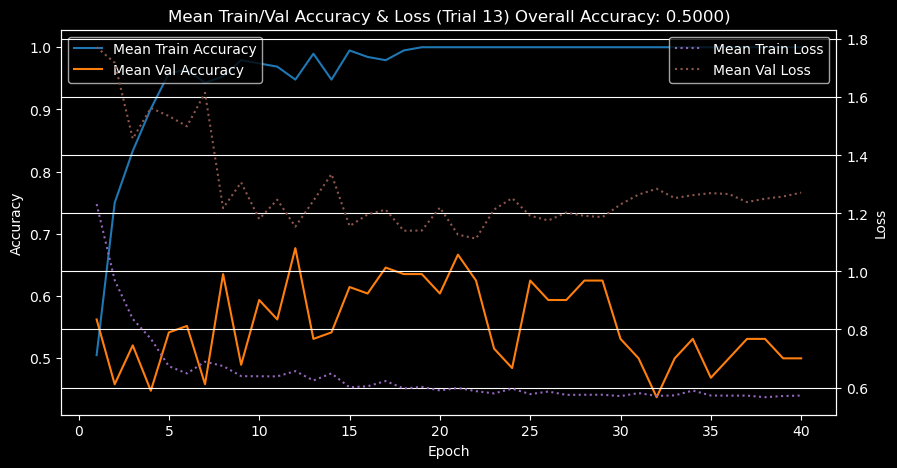 Mean Train/Val Accuracy & Loss (Trial 13) Overall Accuracy: 0.5000)
Mean Train Accuracy
Mean Val Accuracy
Mean Train Loss
Mean Val Loss
Accuracy
1.0
0.9
0.8
0.7
0.6
0.5
1.8
1.6
1.4
1.2
1.0
0.8
0.6
Loss
0 5 10 15 20 25 30 35 40
Epoch